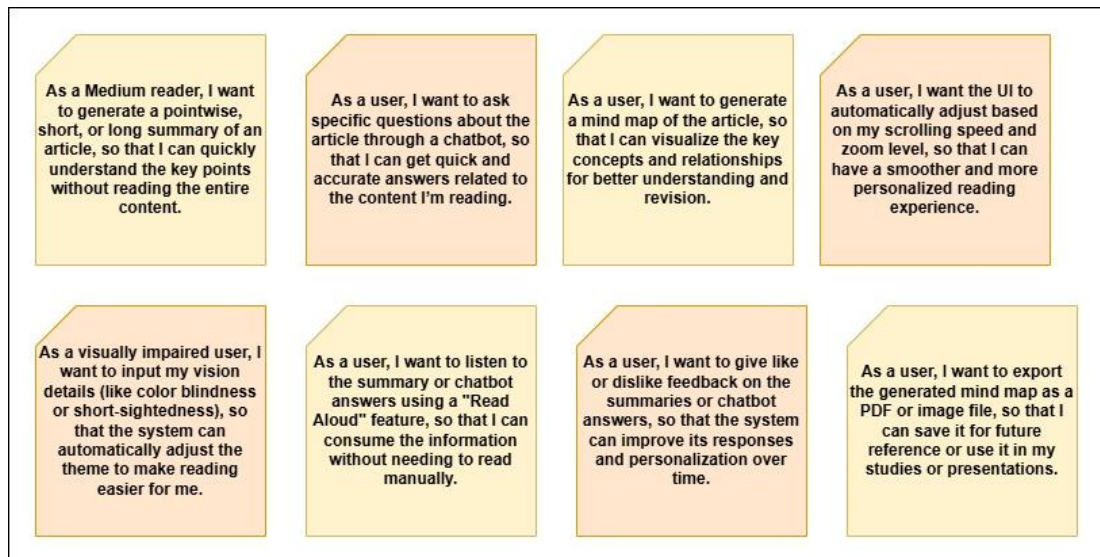 As a Medium reader, I want
to generate a pointwise,
short, or long summary of an
article, so that I can quickly
understand the key points
without reading the entire
content.
As a user, I want to ask
specific questions about the
article through a chatbot, so
that I can get quick and
accurate answers related to
the content I'm reading.
As a user, I want to generate
a mind map of the article, so
that I can visualize the key
concepts and relationships
for better understanding and
revision.
As a user, I want the UI to
automatically adjust based
on my scrolling speed and
zoom level, so that I can
have a smoother and more
personalized reading
experience.
As a visually impaired user, I
want to input my vision
details (like color blindness
or short-sightedness), so
that the system can
automatically adjust the
theme to make reading
easier for me.
As a user, I want to listen to
the summary or chatbot
answers using a "Read
Aloud" feature, so that I can
consume the information
without needing to read
manually.
As a user, I want to give like
or dislike feedback on the
summaries or chatbot
answers, so that the system
can improve its responses
and personalization over
time.
As a user, I want to export
the generated mind map as a
PDF or image file, so that I
can save it for future
reference or use it in my
studies or presentations.